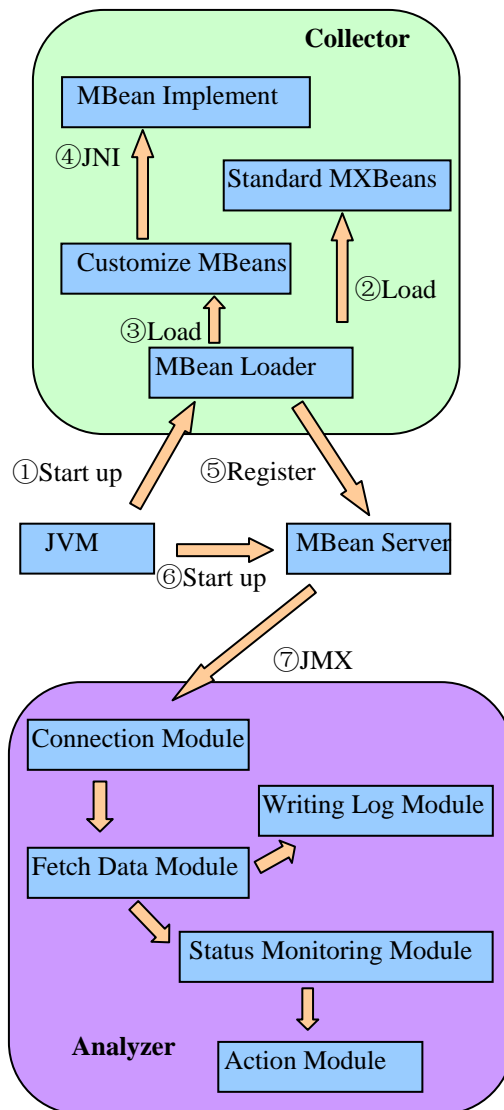 Collector
MBean Implement
④JNI
Standard MXBeans
Customize MBeans
②Load
③Load
MBean Loader
①Start up
⑤Register
JVM
MBean Server
⑥Start up
⑦JMX
Connection Module
Writing Log Module
Fetch Data Module
Status Monitoring Module
Analyzer
Action Module